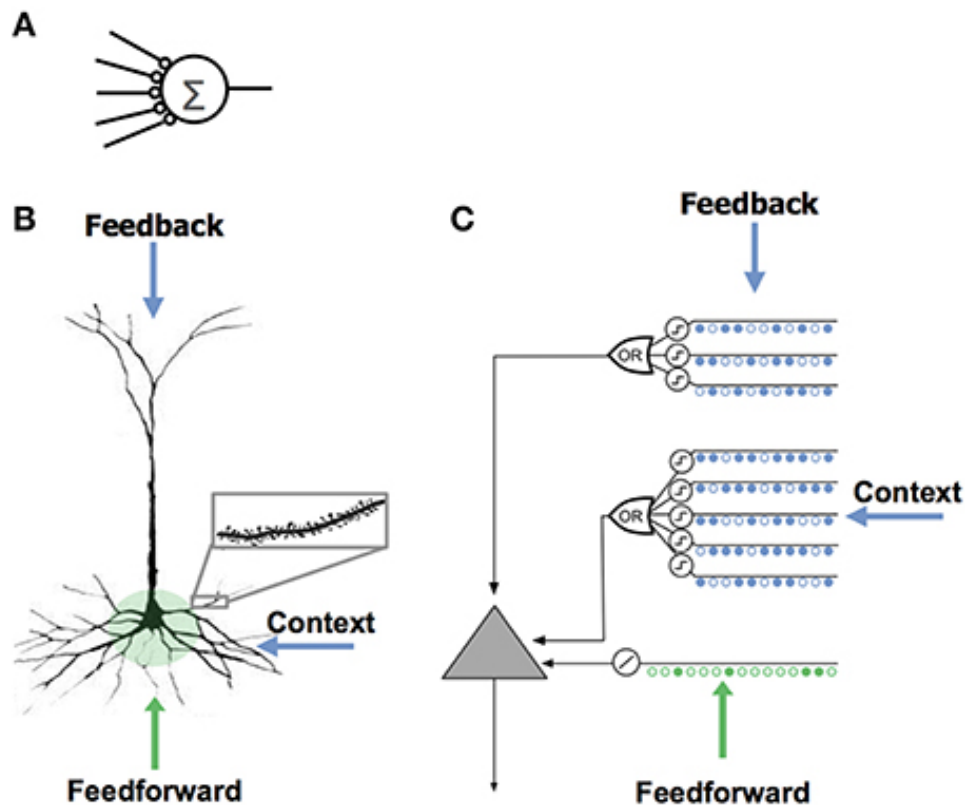 A
Σ
B
Feedback
Context
Feedforward
C
Feedback
OR
OR
Context
Feedforward